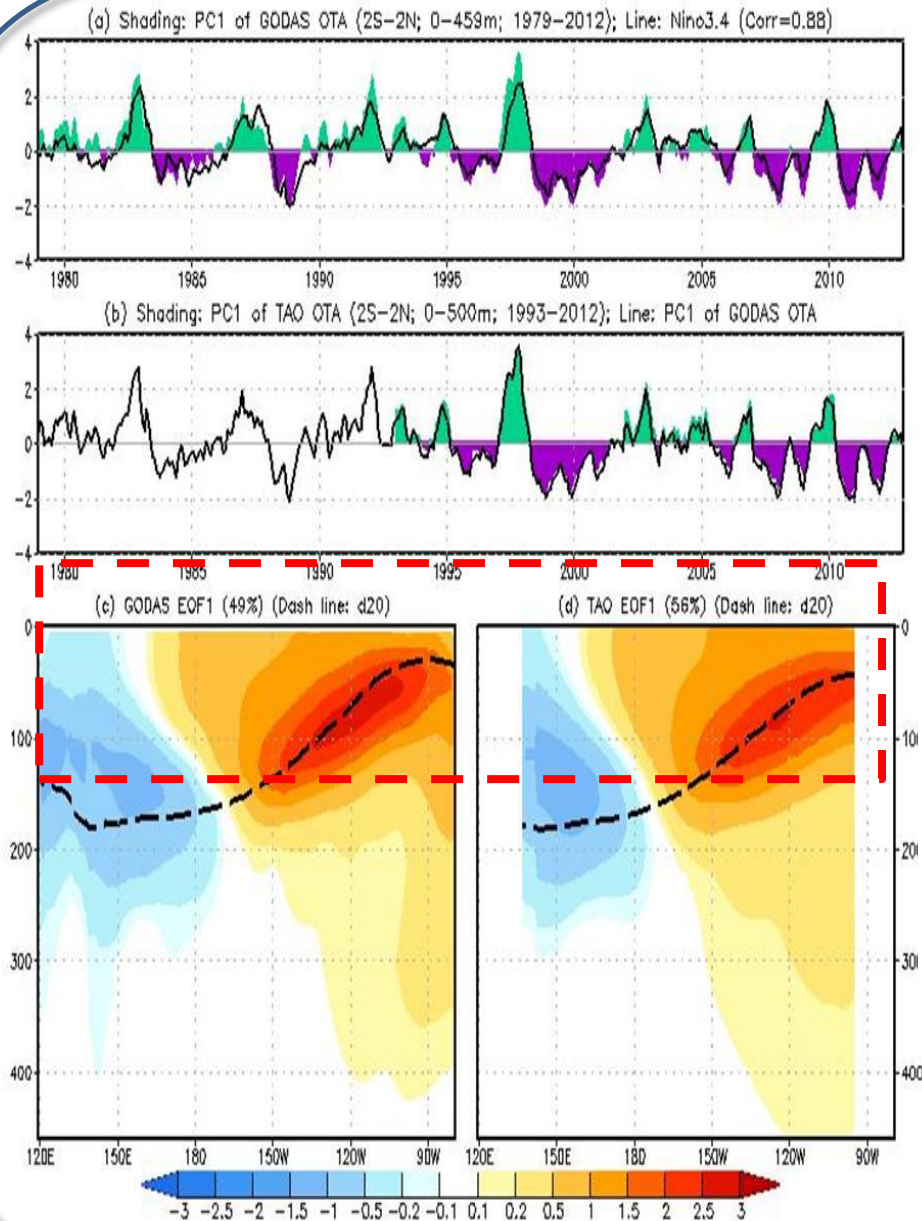 (a) Shading: PC1 of GODAS OTA (2S-2N; 0-459m; 1979-2012); Line: Nino3.4 (Corr=0.88)
4
2
0
-2
-4
1980 1985 1990 1995 2000 2005 2010
(b) Shading: PC1 of TAO OTA (2S-2N; 0-500m; 1993-2012); Line: PC1 of GODAS OTA
4
2
0
-2
-4
1980 1985 1990 1995 2000 2005 2010
(c) GODAS EOF1 (49%) (Dash line: d20) (d) TAO EOF1 (56%) (Dash line: d20)
0 0
100 100
200 200
300 300
400 400
120E 150E 180 150W 120W 90W 120E 150E 180 150W 120W 90W
-3 -2.5 -2 -1.5 -1 -0.5 -0.2 -0.1 0.1 0.2 0.5 1 1.5 2 2.5 3